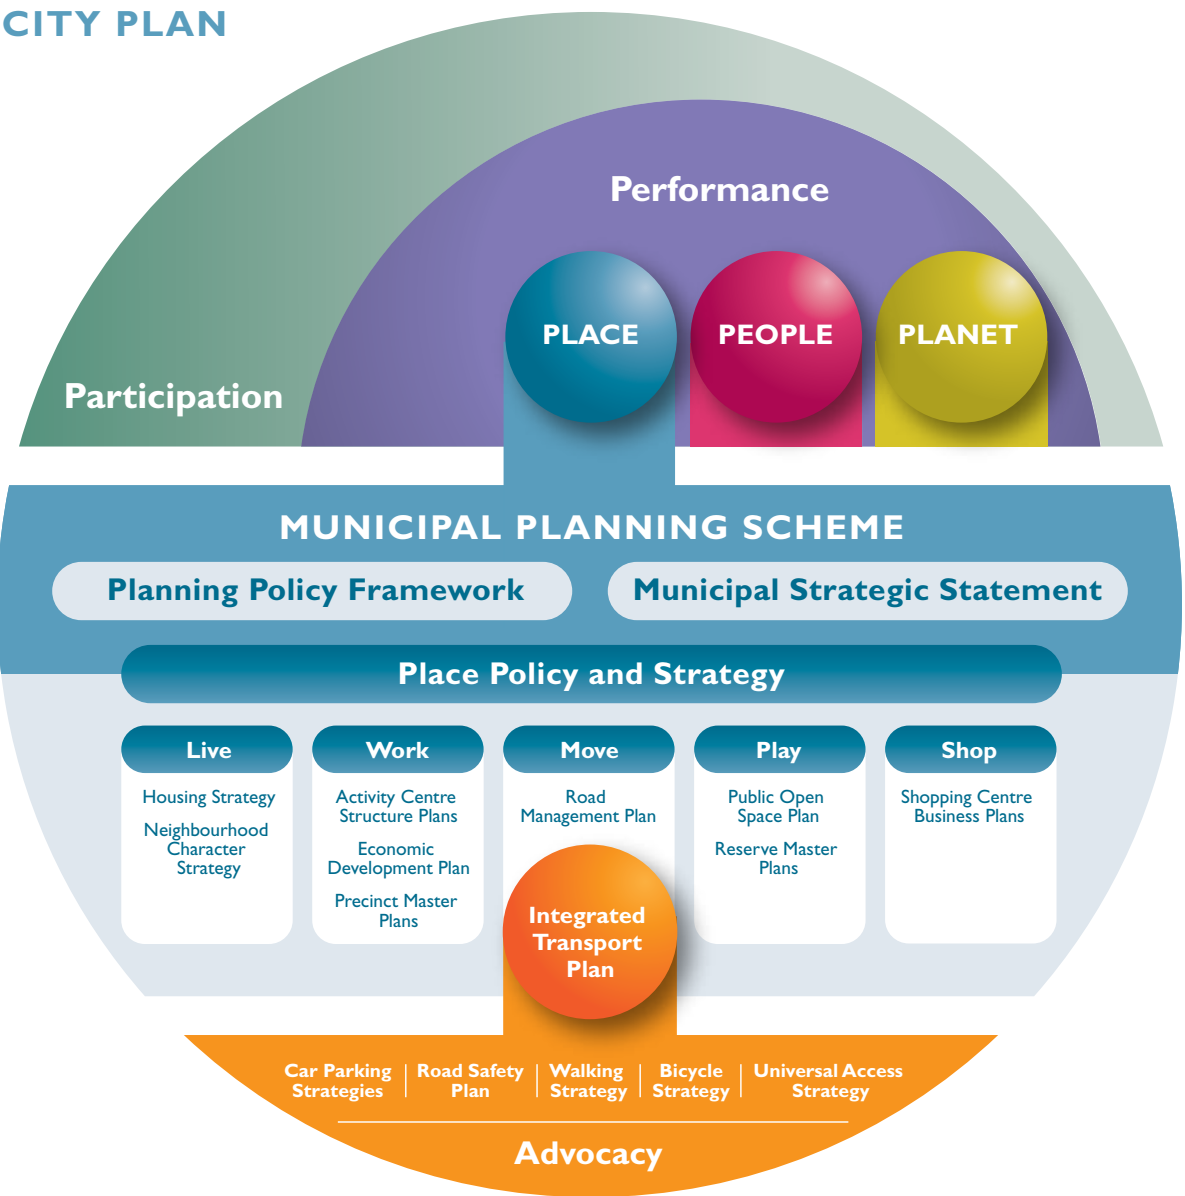 CITY PLAN
Performance
PLACE
PEOPLE
PLANET
Participation
MUNICIPAL PLANNING SCHEME
Planning Policy Framework
Municipal Strategic Statement
Place Policy and Strategy
Live
Housing Strategy
Neighbourhood
Character
Strategy
Work
Activity Centre
Structure Plans
Economic
Development Plan
Precinct Master
Plans
Move
Road
Management Plan
Integrated
Transport
Plan
Play
Public Open
Space Plan
Reserve Master
Plans
Shop
Shopping Centre
Business Plans
Car Parking
Strategies
Road Safety
Plan
Walking
Strategy
Bicycle
Strategy
Universal Access
Strategy
Advocacy